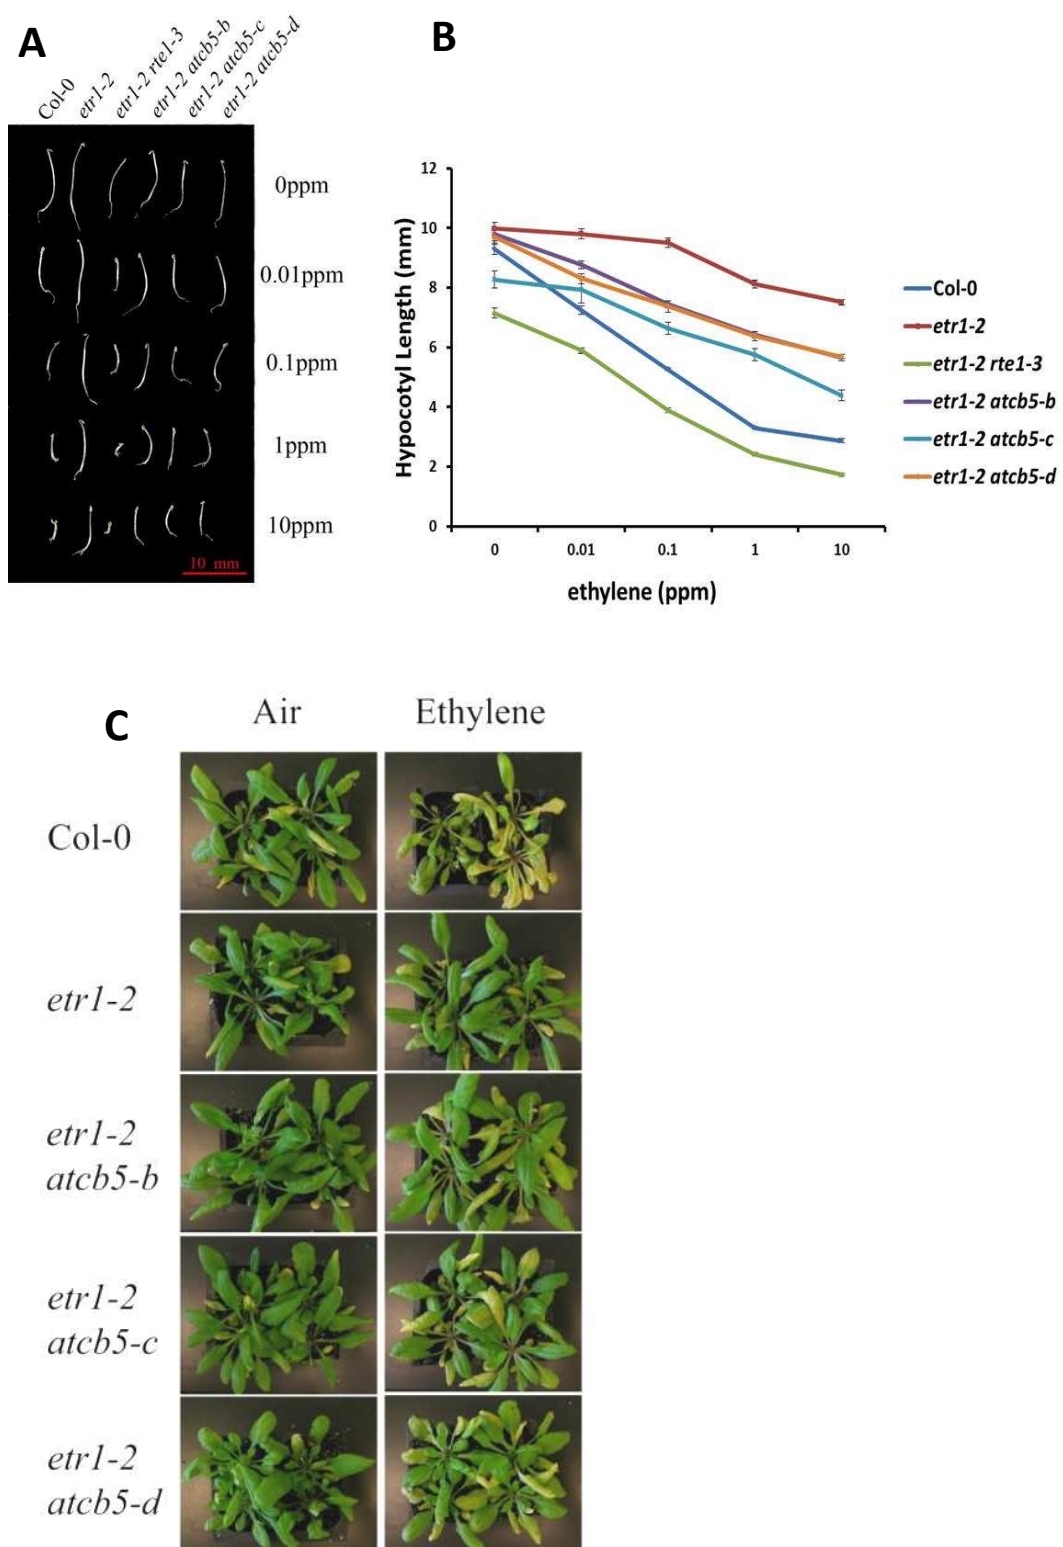 A
Col-0
etr1-2
etr1-2 rte1-3
etr1-2 atcb5-b
etr1-2 atcb5-c
etr1-2 atcb5-d
0ppm
0.01ppm
0.1ppm
1ppm
10ppm
10 mm
B
Hypocotyl Length (mm)
12
10
8
6
4
2
0
0 0.01 0.1 1 10
ethylene (ppm)
Col-0
etr1-2
etr1-2 rte1-3
etr1-2 atcb5-b
etr1-2 atcb5-c
etr1-2 atcb5-d
C
Air Ethylene
Col-0
etr1-2
etr1-2
atcb5-b
etr1-2
atcb5-c
etr1-2
atcb5-d